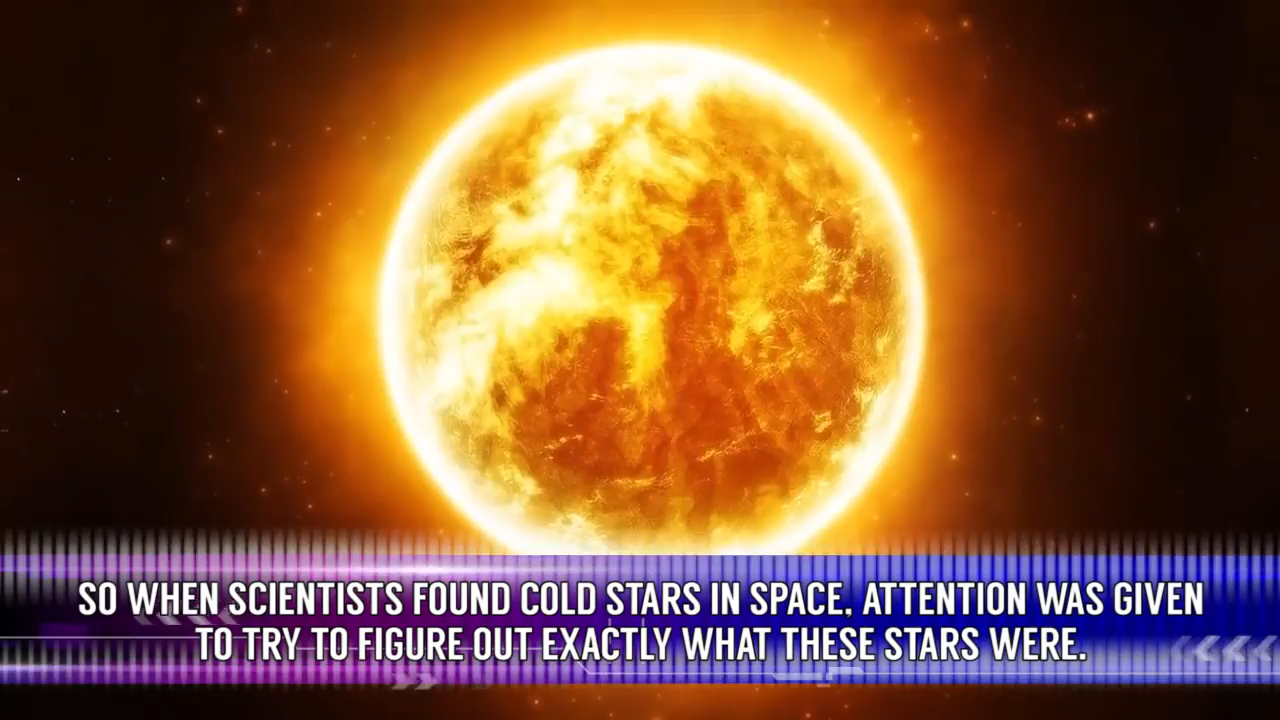 SO WHEN SCIENTISTS FOUND COLD STARS IN SPACE, ATTENTION WAS GIVEN
TO TRY TO FIGURE OUT EXACTLY WHAT THESE STARS WERE.